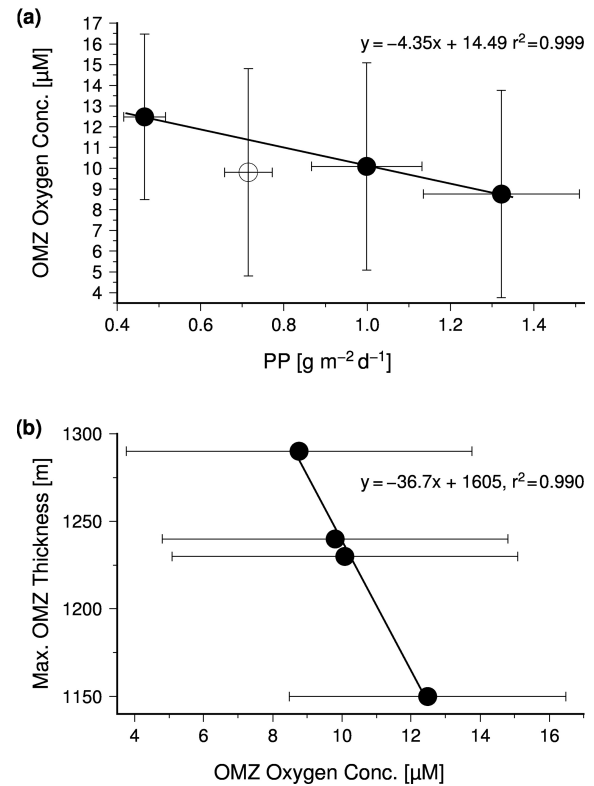 (a)
17
16
15
14
13
12
11
10
9
8
7
6
5
4
OMZ Oxygen Conc. [µM]
y = −4.35x + 14.49 r²=0.999
0.4 0.6 0.8 1.0 1.2 1.4
PP [g m⁻² d⁻¹]
(b)
1300
1250
1200
1150
Max. OMZ Thickness [m]
y = −36.7x + 1605, r²=0.990
4 6 8 10 12 14 16
OMZ Oxygen Conc. [µM]